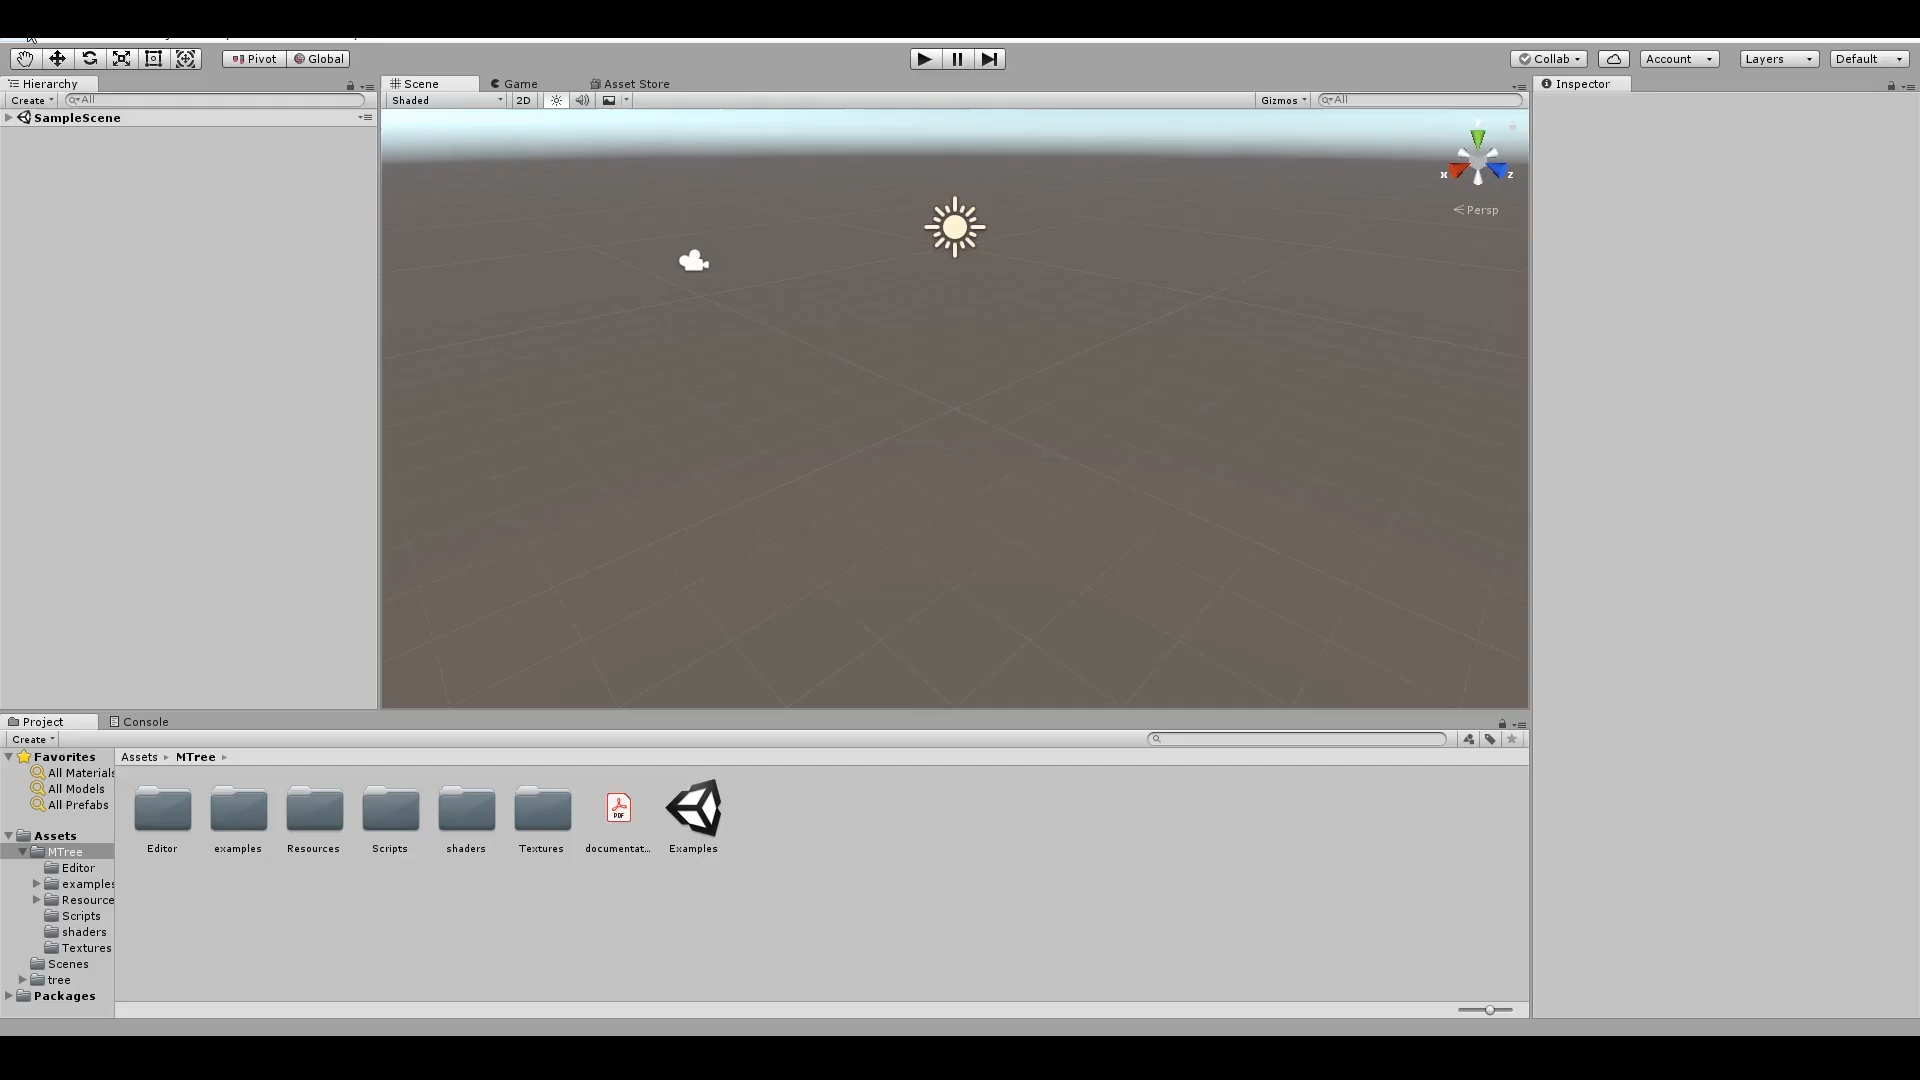 Pivot Global Collab Account Layers Default
Hierarchy Scene Game Asset Store Inspector
Create All Shaded 2D Gizmos All
SampleScene
y
x z
Persp
Project Console
Create
Favorites Assets MTree
All Materials
All Models
All Prefabs
PDF
Editor examples Resources Scripts shaders Textures documentat... Examples
Assets
MTree
Editor
examples
Resource
Scripts
shaders
Textures
Scenes
tree
Packages